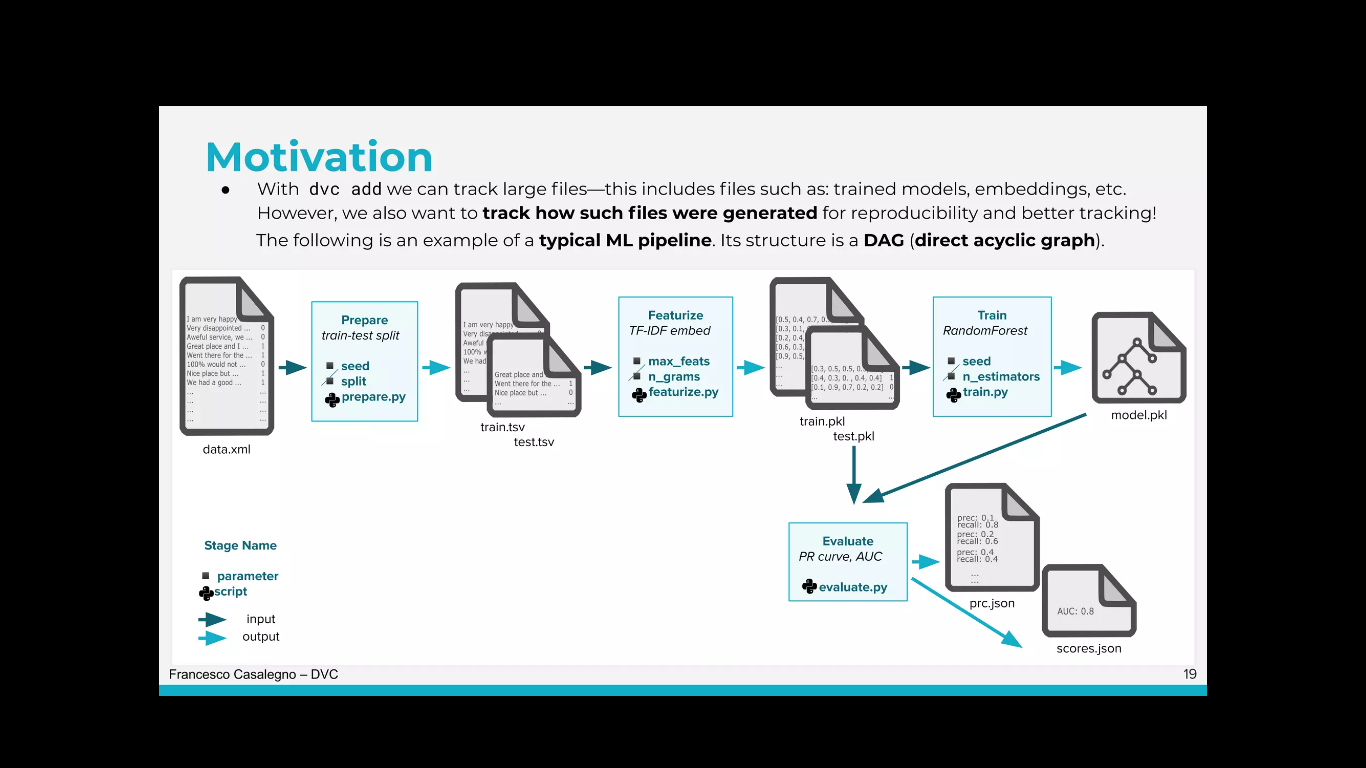 Motivation
● With dvc add we can track large files—this includes files such as: trained models, embeddings, etc.
However, we also want to track how such files were generated for reproducibility and better tracking!
The following is an example of a typical ML pipeline. Its structure is a DAG (direct acyclic graph).
I am very happy
Very disappointed ... 0
Aweful service, we ... 0
Great place and I ... 1
Went there for the ... 1
100% would not ... 0
Nice place but ... 1
We had a good ... 1
... ...
... ...
... ...
... ...
data.xml
Prepare
train-test split
seed
split
prepare.py
I am very happy
Very disappointed ... 0
Aweful
100% w
We had
...
...
...
...
Great place and
Went there for the ... 1
Nice place but ... 0
... ...
train.tsv
test.tsv
Featurize
TF-IDF embed
max_feats
n_grams
featurize.py
[0.5, 0.4, 0.7, 0.
[0.3, 0.1,
[0.2, 0.4,
[0.6, 0.3,
[0.9, 0.5,
...
[0.3, 0.5, 0.5, 0.
[0.4, 0.3, 0. , 0.4, 0.4] 1
[0.1, 0.9, 0.7, 0.2, 0.2] 0
... ...
train.pkl
test.pkl
Train
RandomForest
seed
n_estimators
train.py
model.pkl
Evaluate
PR curve, AUC
evaluate.py
prec: 0.1
recall: 0.8
prec: 0.2
recall: 0.6
prec: 0.4
recall: 0.4
...
...
prc.json
AUC: 0.8
scores.json
Stage Name
parameter
script
input
output
Francesco Casalegno – DVC
19